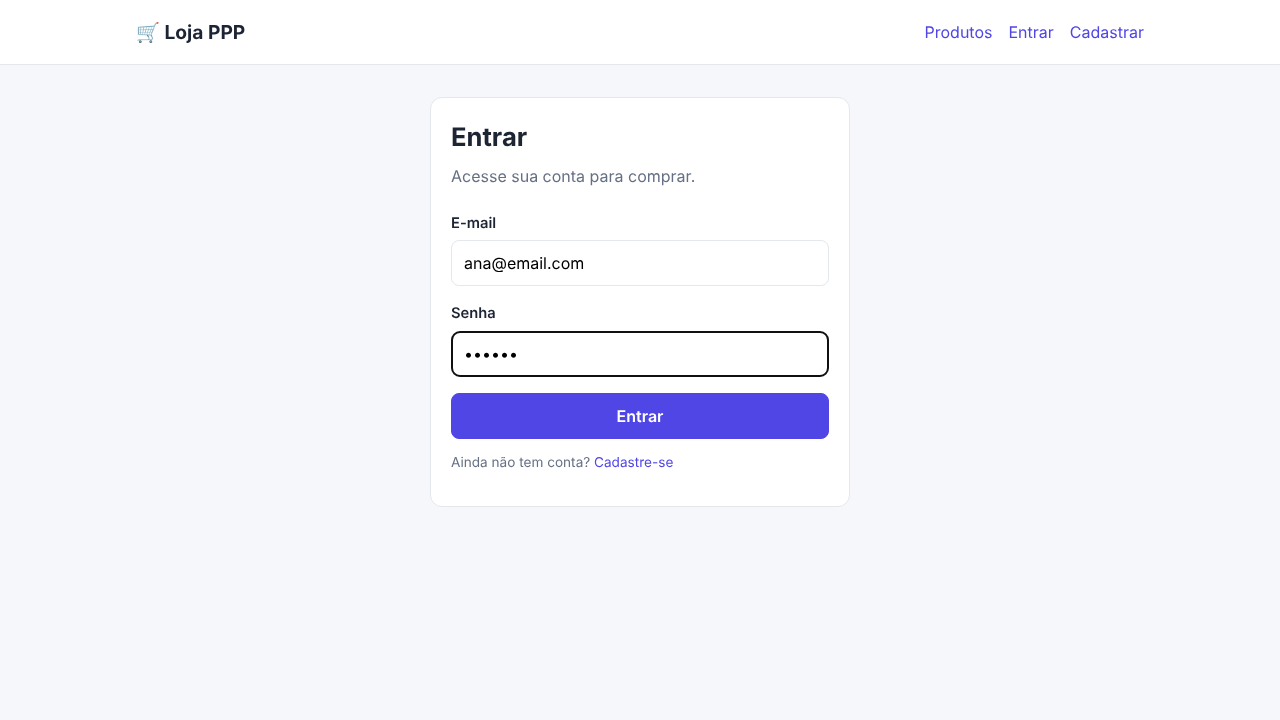 🛒 Loja PPP
Produtos Entrar Cadastrar
Entrar
Acesse sua conta para comprar.
E-mail
ana@email.com
Senha
••••••
Entrar
Ainda não tem conta? Cadastre-se